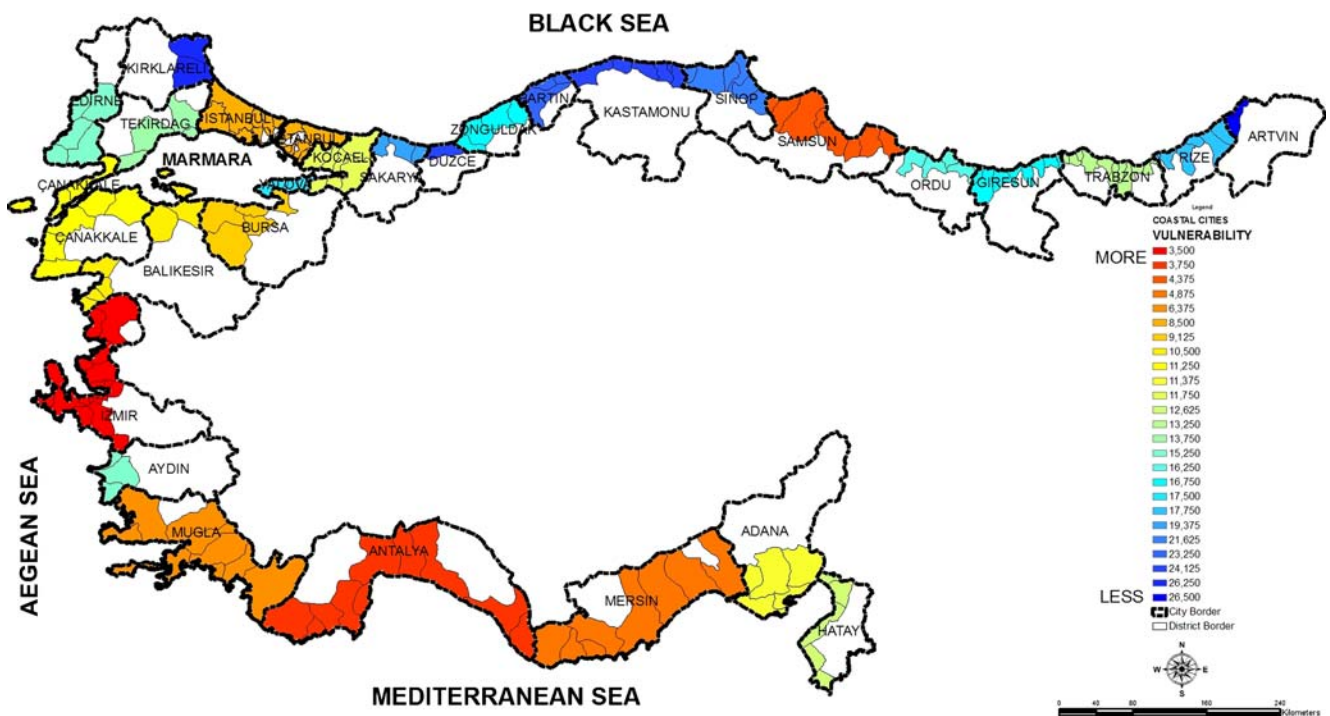 BLACK SEA
KIRKLARELI
EDIRNE
TEKIRDAG
ISTANBUL
ISTANBUL
MARMARA
KOCAELI
YALOVA
SAKARYA
DUZCE
ZONGULDAK
BARTIN
KASTAMONU
SINOP
SAMSUN
ORDU
GIRESUN
TRABZON
RIZE
ARTVIN
ÇANAKKALE
ÇANAKKALE
BALIKESIR
BURSA
IZMIR
AYDIN
MUGLA
ANTALYA
MERSIN
ADANA
HATAY
AEGEAN SEA
MEDITERRANEAN SEA
Legend
COASTAL CITIES
VULNERABILITY
MORE
3,500
3,750
4,375
4,875
6,375
8,500
9,125
10,500
11,250
11,375
11,750
12,625
13,250
13,750
15,250
16,250
16,750
17,500
17,750
19,375
21,625
23,250
24,125
26,250
26,500
LESS
City Border
District Border
N
W E
S
0 40 80 160 240
Kilometers